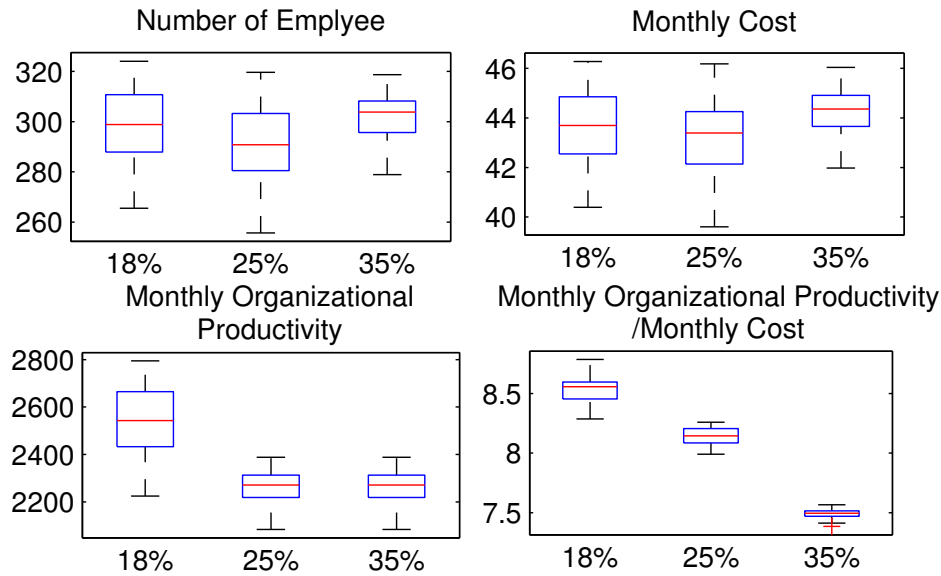 Number of Emplyee
320
300
280
260
18% 25% 35%
Monthly Cost
46
44
42
40
18% 25% 35%
Monthly Organizational
Productivity
2800
2600
2400
2200
18% 25% 35%
Monthly Organizational Productivity
/Monthly Cost
8.5
8
7.5
18% 25% 35%